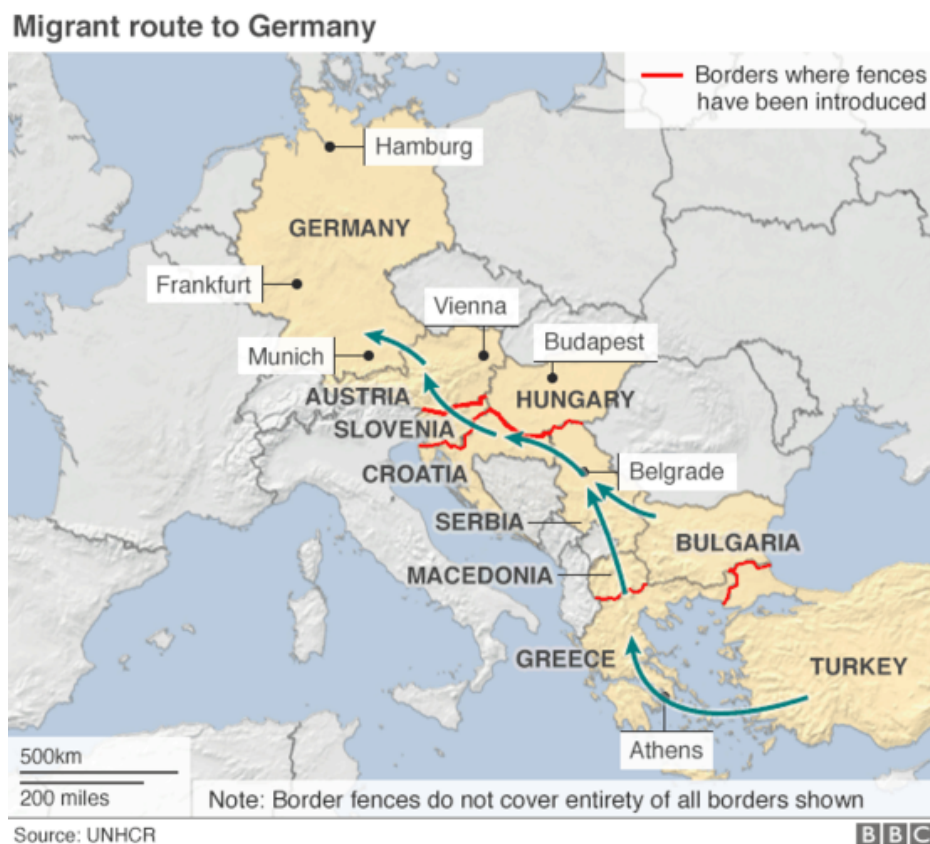 Migrant route to Germany
Borders where fences
have been introduced
Hamburg
GERMANY
Frankfurt
Vienna
Budapest
Munich
AUSTRIA
HUNGARY
SLOVENIA
CROATIA
Belgrade
SERBIA
BULGARIA
MACEDONIA
GREECE
TURKEY
Athens
500km
200 miles
Note: Border fences do not cover entirety of all borders shown
Source: UNHCR
BBC